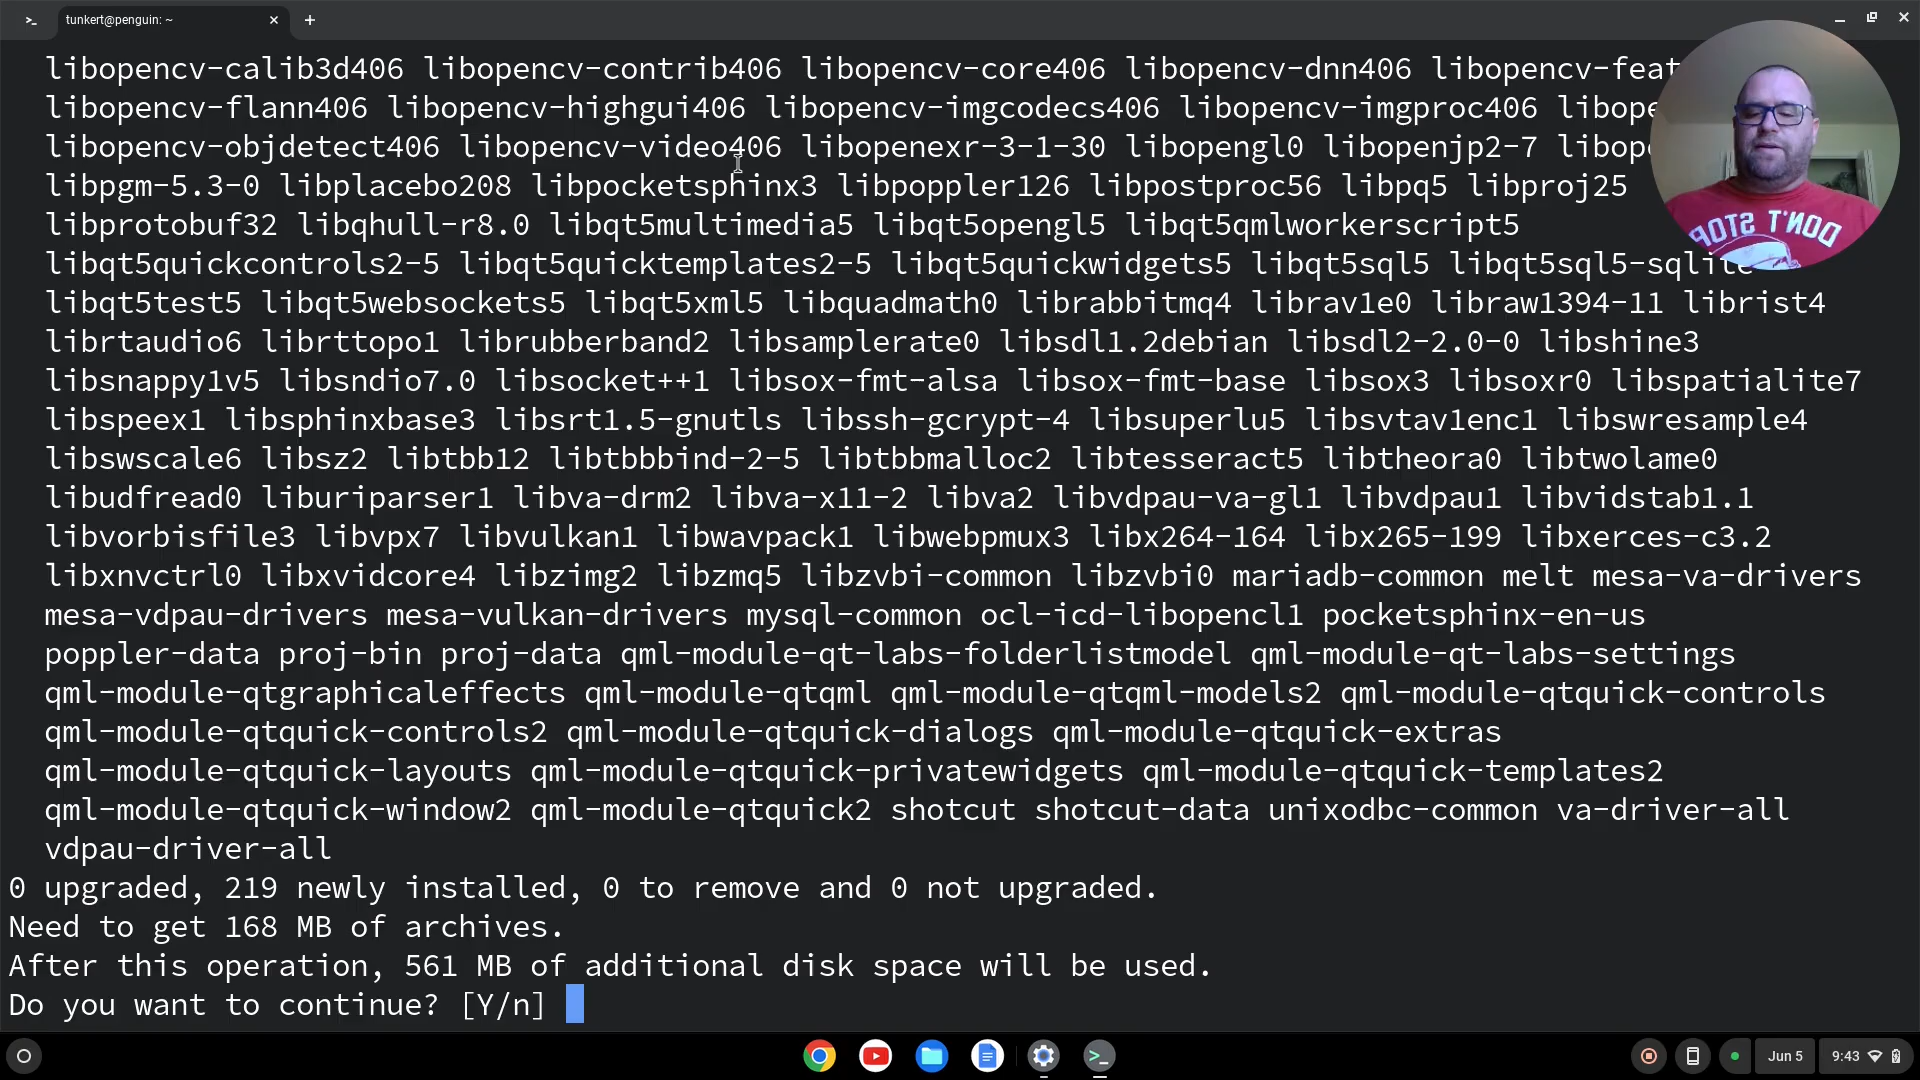 tunkert@penguin: ~
libopencv-calib3d406 libopencv-contrib406 libopencv-core406 libopencv-dnn406 libopencv-feat
libopencv-flann406 libopencv-highgui406 libopencv-imgcodecs406 libopencv-imgproc406 libope
libopencv-objdetect406 libopencv-video406 libopenexr-3-1-30 libopengl0 libopenjp2-7 libope
libpgm-5.3-0 libplacebo208 libpocketsphinx3 libpoppler126 libpostproc56 libpq5 libproj25
libprotobuf32 libqhull-r8.0 libqt5multimedia5 libqt5opengl5 libqt5qmlworkerscript5
libqt5quickcontrols2-5 libqt5quicktemplates2-5 libqt5quickwidgets5 libqt5sql5 libqt5sql5-sqlite
libqt5test5 libqt5websockets5 libqt5xml5 libquadmath0 librabbitmq4 librav1e0 libraw1394-11 librist4
librtaudio6 librttopo1 librubberband2 libsamplerate0 libsdl1.2debian libsdl2-2.0-0 libshine3
libsnappy1v5 libsndio7.0 libsocket++1 libsox-fmt-alsa libsox-fmt-base libsox3 libsoxr0 libspatialite7
libspeex1 libsphinxbase3 libsrt1.5-gnutls libssh-gcrypt-4 libsuperlu5 libsvtav1enc1 libswresample4
libswscale6 libsz2 libtbb12 libtbbbind-2-5 libtbbmalloc2 libtesseract5 libtheora0 libtwolame0
libudfread0 liburiparser1 libva-drm2 libva-x11-2 libva2 libvdpau-va-gl1 libvdpau1 libvidstab1.1
libvorbisfile3 libvpx7 libvulkan1 libwavpack1 libwebpmux3 libx264-164 libx265-199 libxerces-c3.2
libxnvctrl0 libxvidcore4 libzimg2 libzmq5 libzvbi-common libzvbi0 mariadb-common melt mesa-va-drivers
mesa-vdpau-drivers mesa-vulkan-drivers mysql-common ocl-icd-libopencl1 pocketsphinx-en-us
poppler-data proj-bin proj-data qml-module-qt-labs-folderlistmodel qml-module-qt-labs-settings
qml-module-qtgraphicaleffects qml-module-qtqml qml-module-qtqml-models2 qml-module-qtquick-controls
qml-module-qtquick-controls2 qml-module-qtquick-dialogs qml-module-qtquick-extras
qml-module-qtquick-layouts qml-module-qtquick-privatewidgets qml-module-qtquick-templates2
qml-module-qtquick-window2 qml-module-qtquick2 shotcut shotcut-data unixodbc-common va-driver-all
vdpau-driver-all
0 upgraded, 219 newly installed, 0 to remove and 0 not upgraded.
Need to get 168 MB of archives.
After this operation, 561 MB of additional disk space will be used.
Do you want to continue? [Y/n]
DON'T STOP
Jun 5
9:43